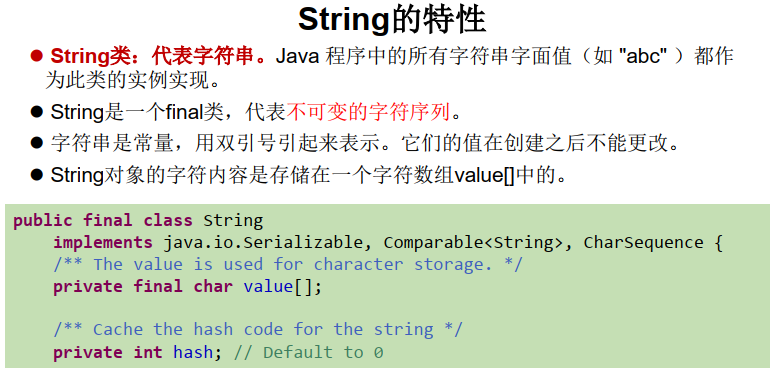 String的特性
● String类：代表字符串。Java 程序中的所有字符串字面值（如 "abc" ）都作
为此类的实例实现。
● String是一个final类，代表不可变的字符序列。
● 字符串是常量，用双引号引起来表示。它们的值在创建之后不能更改。
● String对象的字符内容是存储在一个字符数组value[]中的。
public final class String
    implements java.io.Serializable, Comparable<String>, CharSequence {
    /** The value is used for character storage. */
    private final char value[];

    /** Cache the hash code for the string */
    private int hash; // Default to 0